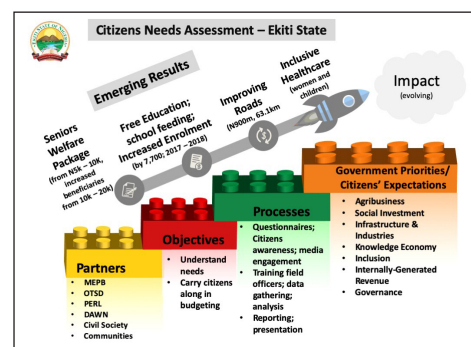 Citizens Needs Assessment – Ekiti State
Emerging Results
Seniors
Welfare
Package
(from N5k – 10K,
increased
beneficiaries
from 10k – 20k)
Free Education;
school feeding;
Increased Enrolment
(by 7,700; 2017 –2018)
Improving
Roads
(N900m, 63.1km
Inclusive
Healthcare
(women and
children)
Impact
(evolving)
Partners
• MEPB
• OTSD
• PERL
• DAWN
• Civil Society
• Communities
Objectives
• Understand
needs
• Carry citizens
along in
budgeting
Processes
• Questionnaires;
Citizens
awareness; media
engagement
• Training field
officers; data
gathering;
analysis
• Reporting;
presentation
Government Priorities/
Citizens' Expectations
• Agribusiness
• Social Investment
• Infrastructure &
Industries
• Knowledge Economy
• Inclusion
• Internally-Generated
Revenue
• Governance